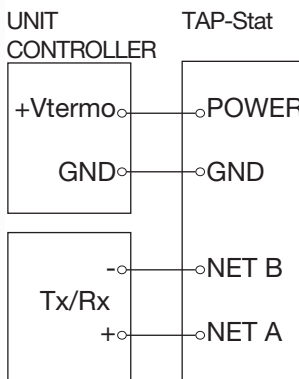 UNIT
CONTROLLER
TAP-Stat
+Vtermo
POWER
GND
GND
-
NET B
Tx/Rx
+
NET A